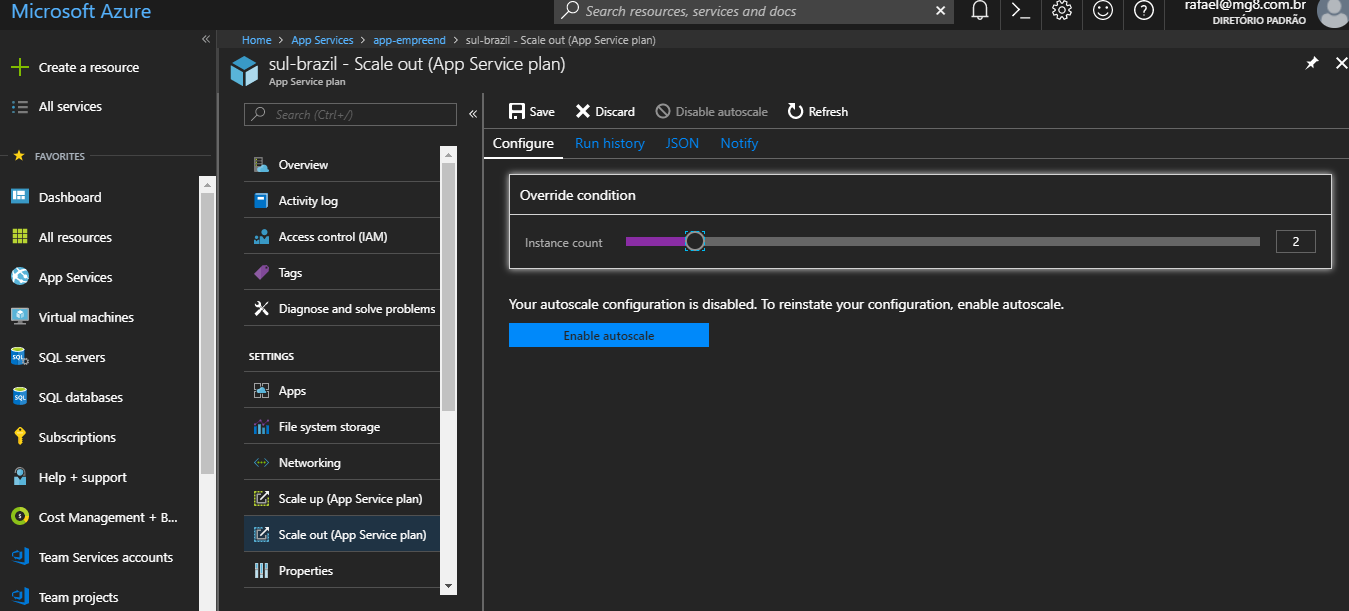 Microsoft Azure
Search resources, services and docs
rafael@mg8.com.br
DIRETÓRIO PADRÃO
Create a resource
All services
FAVORITES
Dashboard
All resources
App Services
Virtual machines
SQL servers
SQL databases
Subscriptions
Help + support
Cost Management + B...
Team Services accounts
Team projects
Home > App Services > app-empreend > sul-brazil - Scale out (App Service plan)
sul-brazil - Scale out (App Service plan)
App Service plan
Search (Ctrl+/)
Overview
Activity log
Access control (IAM)
Tags
Diagnose and solve problems
SETTINGS
Apps
File system storage
Networking
Scale up (App Service plan)
Scale out (App Service plan)
Properties
Save Discard Disable autoscale Refresh
Configure Run history JSON Notify
Override condition
Instance count 2
Your autoscale configuration is disabled. To reinstate your configuration, enable autoscale.
Enable autoscale